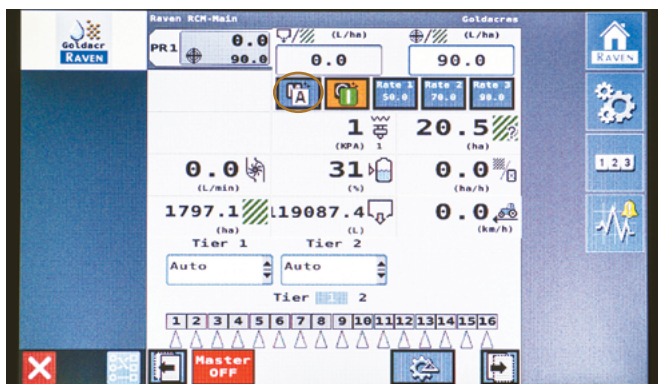 Goldacr
RAVEN
Raven RCM-Main
Goldacres
PR1
0.0
90.0
(L/ha)
0.0
(L/ha)
90.0
A
Rate 1
50.0
Rate 2
70.0
Rate 3
90.0
1
(KPA) 1
20.5
(ha)
?
0.0
(L/min)
31
(%)
0.0
(ha/h)
1797.1
(ha)
119087.4
(L)
0.0
(km/h)
Tier 1
Tier 2
Auto
Auto
Tier 1 2
1 2 3 4 5 6 7 8 9 10 11 12 13 14 15 16
Master
OFF
RAVEN
1,2,3